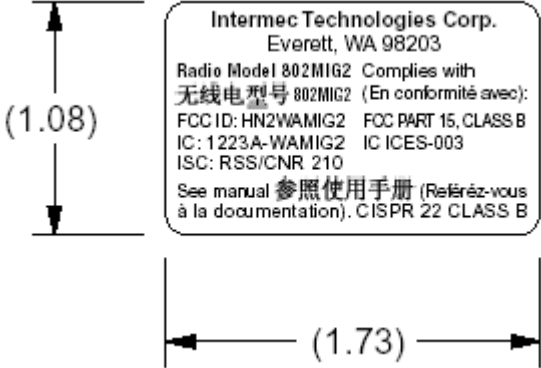 Intermec Technologies Corp.
Everett, WA 98203
Radio Model 802MIG2 Complies with
无线电型号 802MIG2 (En conformité avec):
FCC ID: HN2WAMIG2 FCC PART 15, CLASS B
IC: 1223A-WAMIG2 IC ICES-003
ISC: RSS/CNR 210
See manual 参照使用手册 (Referéz-vous
à la documentation). CISPR 22 CLASS B
(1.08)
(1.73)